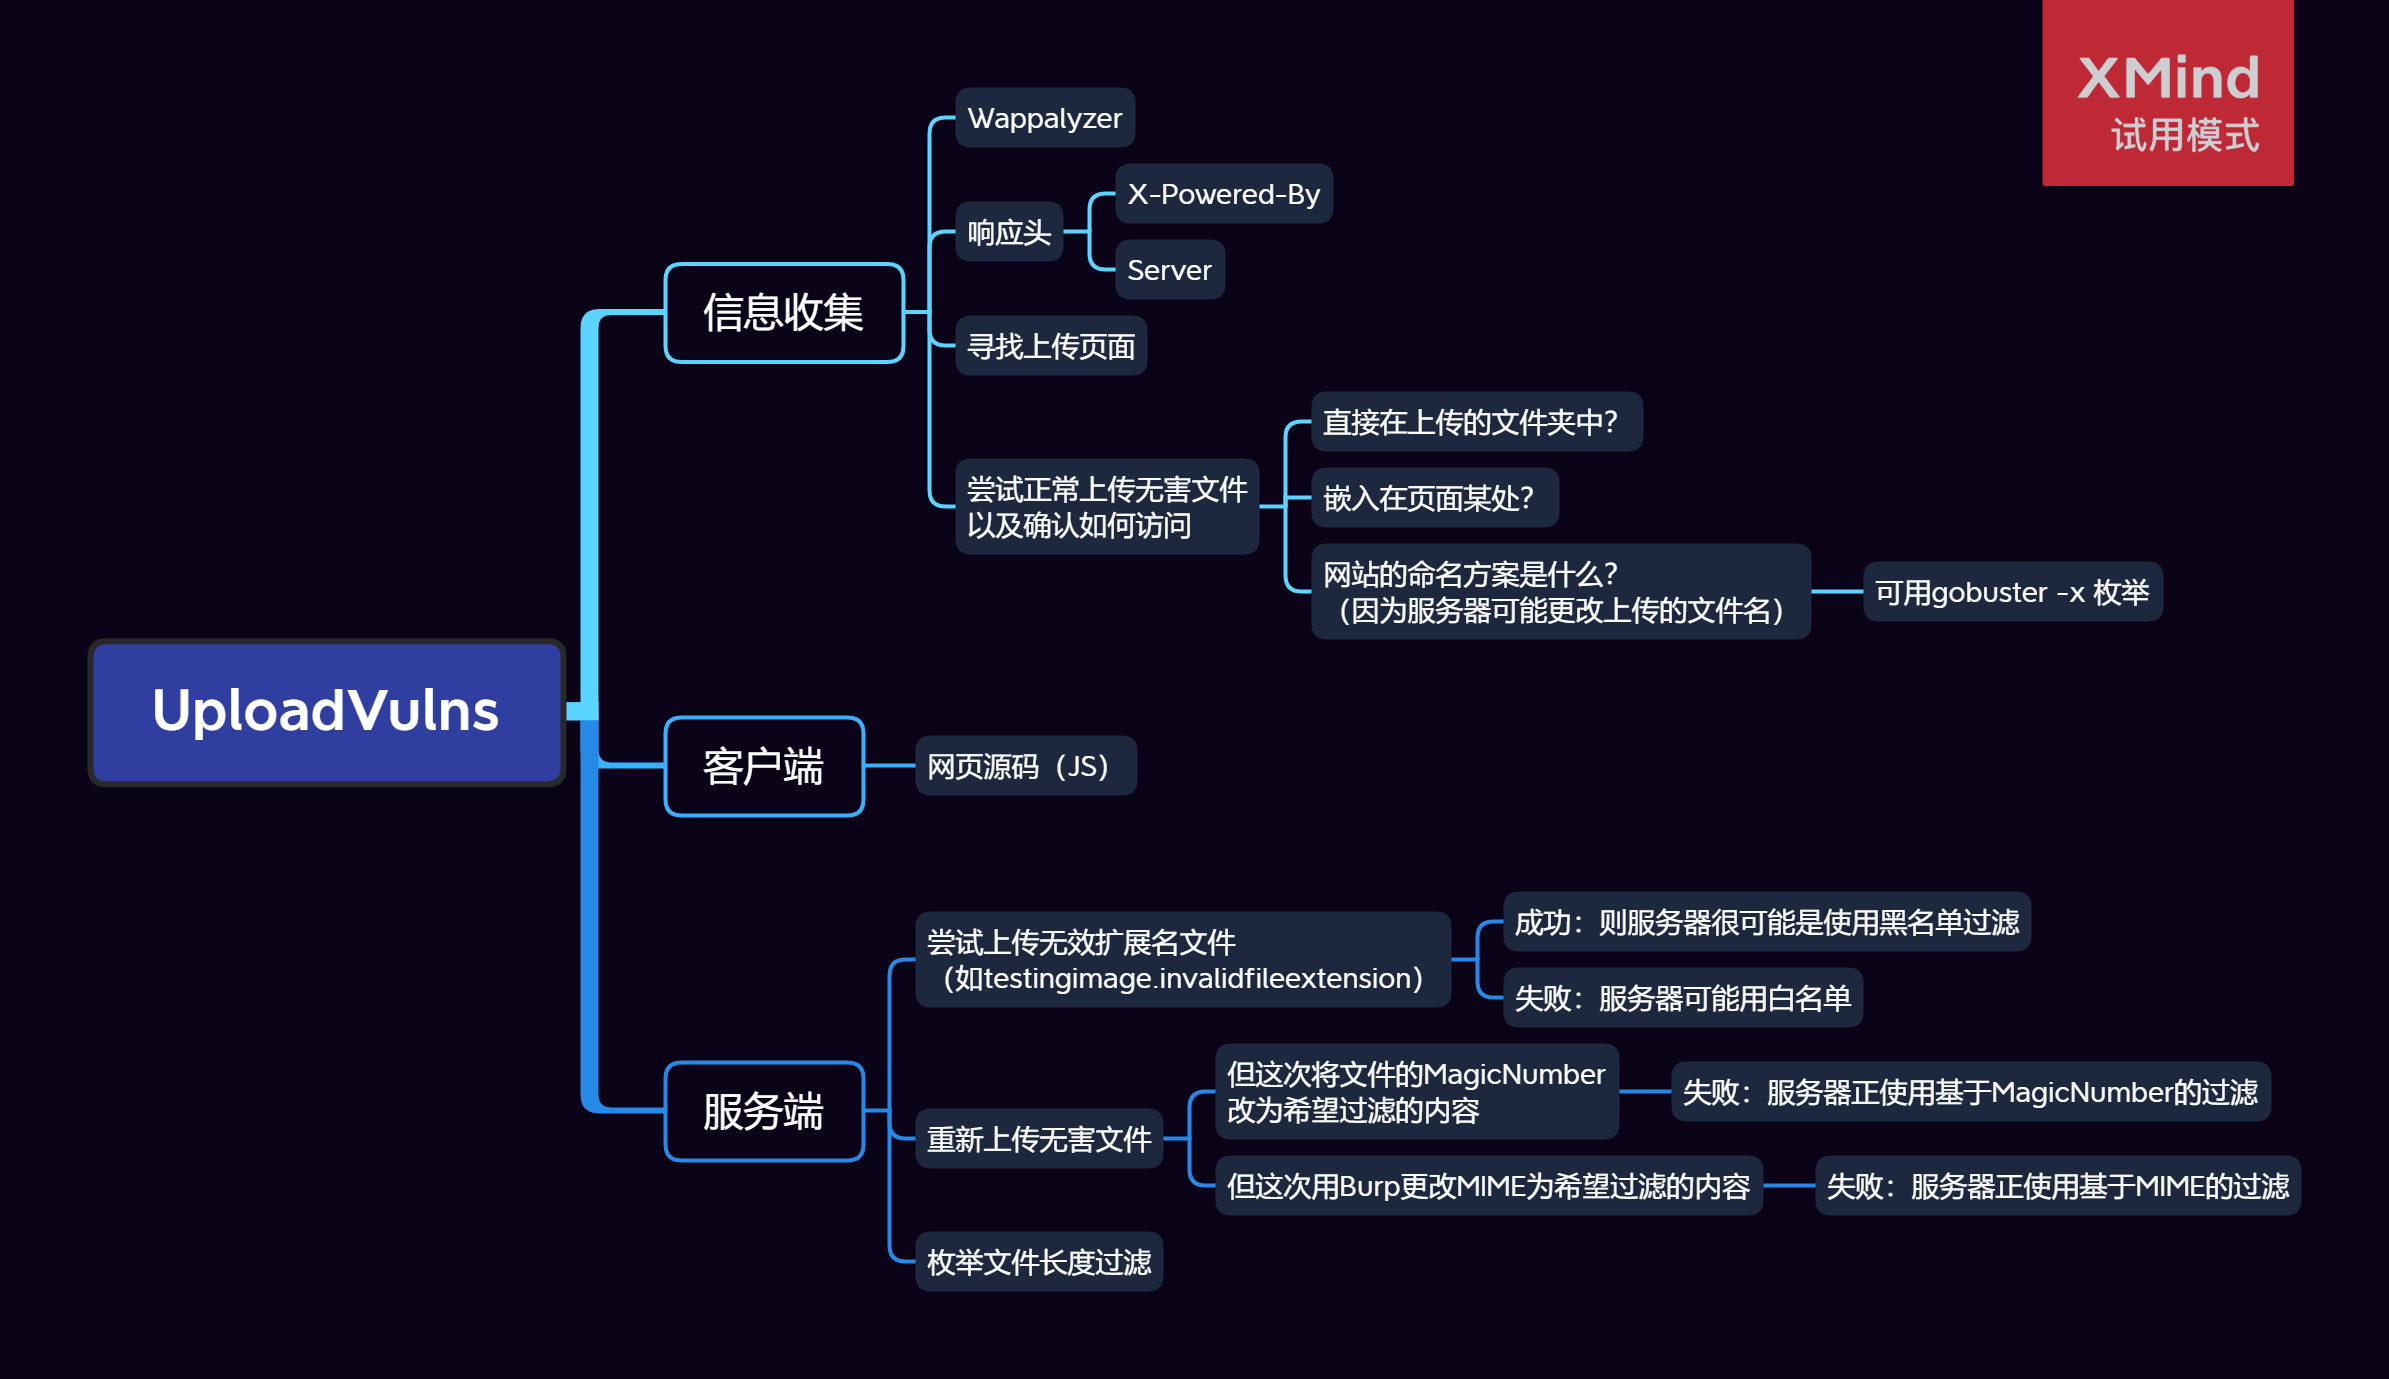 XMind
试用模式
UploadVulns
信息收集
Wappalyzer
响应头
X-Powered-By
Server
寻找上传页面
尝试正常上传无害文件
以及确认如何访问
直接在上传的文件夹中？
嵌入在页面某处？
网站的命名方案是什么？
（因为服务器可能更改上传的文件名）
可用gobuster -x 枚举
客户端
网页源码（JS）
服务端
尝试上传无效扩展名文件
（如testingimage.invalidfileextension）
成功：则服务器很可能是使用黑名单过滤
失败：服务器可能用白名单
重新上传无害文件
但这次将文件的MagicNumber
改为希望过滤的内容
失败：服务器正使用基于MagicNumber的过滤
但这次用Burp更改MIME为希望过滤的内容
失败：服务器正使用基于MIME的过滤
枚举文件长度过滤